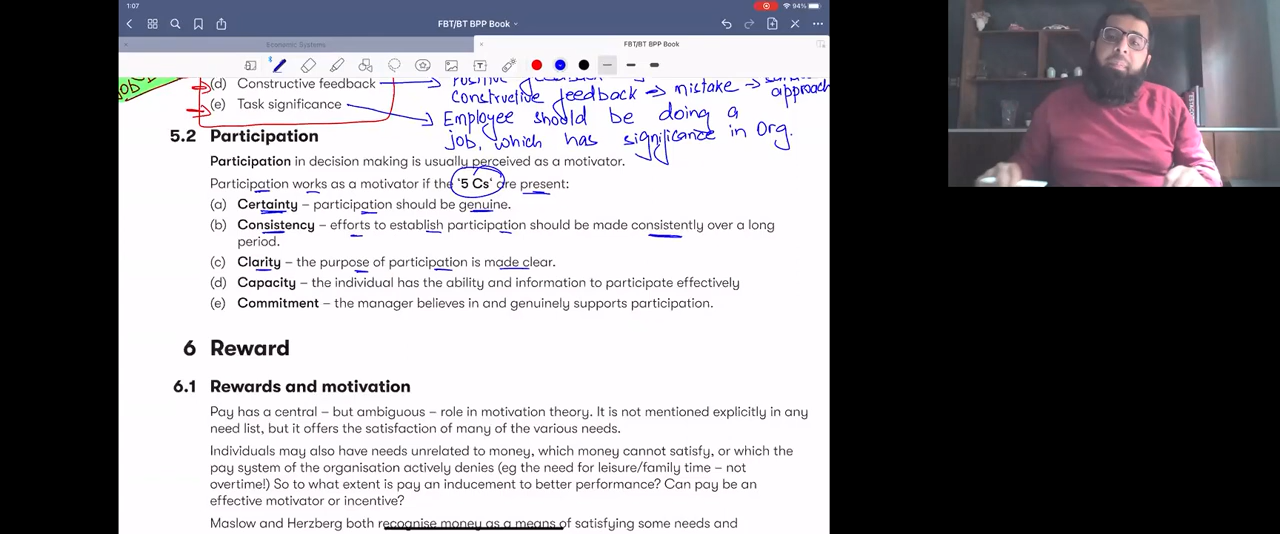 1:07
94%
FBT/BT BPP Book
Economic Systems
FBT/BT BPP Book
(d) Constructive feedback
constructive feedback → mistake → approach
(e) Task significance
Employee should be doing a
job, which has significance in Org.
5.2 Participation
Participation in decision making is usually perceived as a motivator.
Participation works as a motivator if the '5 Cs' are present:
(a) Certainty – participation should be genuine.
(b) Consistency – efforts to establish participation should be made consistently over a long
period.
(c) Clarity – the purpose of participation is made clear.
(d) Capacity – the individual has the ability and information to participate effectively
(e) Commitment – the manager believes in and genuinely supports participation.
6 Reward
6.1 Rewards and motivation
Pay has a central – but ambiguous – role in motivation theory. It is not mentioned explicitly in any
need list, but it offers the satisfaction of many of the various needs.
Individuals may also have needs unrelated to money, which money cannot satisfy, or which the
pay system of the organisation actively denies (eg the need for leisure/family time – not
overtime!) So to what extent is pay an inducement to better performance? Can pay be an
effective motivator or incentive?
Maslow and Herzberg both recognise money as a means of satisfying some needs and